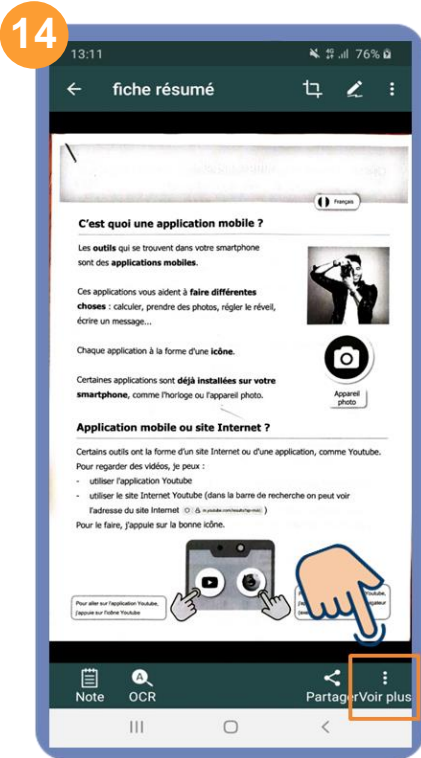 14
13:11
76%
fiche résumé
Français
C'est quoi une application mobile ?
Les outils qui se trouvent dans votre smartphone
sont des applications mobiles.
Ces applications vous aident à faire différentes
choses : calculer, prendre des photos, régler le réveil,
écrire un message...
Chaque application à la forme d'une icône.
Certaines applications sont déjà installées sur votre
smartphone, comme l'horloge ou l'appareil photo.
Appareil
photo
Application mobile ou site Internet ?
Certains outils ont la forme d'un site Internet ou d'une application, comme Youtube.
Pour regarder des vidéos, je peux :
- utiliser l'application Youtube
- utiliser le site Internet Youtube (dans la barre de recherche on peut voir
l'adresse du site Internet )
Pour le faire, j'appuie sur la bonne icône.
Pour aller sur l'application Youtube,
j'appuie sur l'icône Youtube
Note
A
OCR
Partager
Voir plus